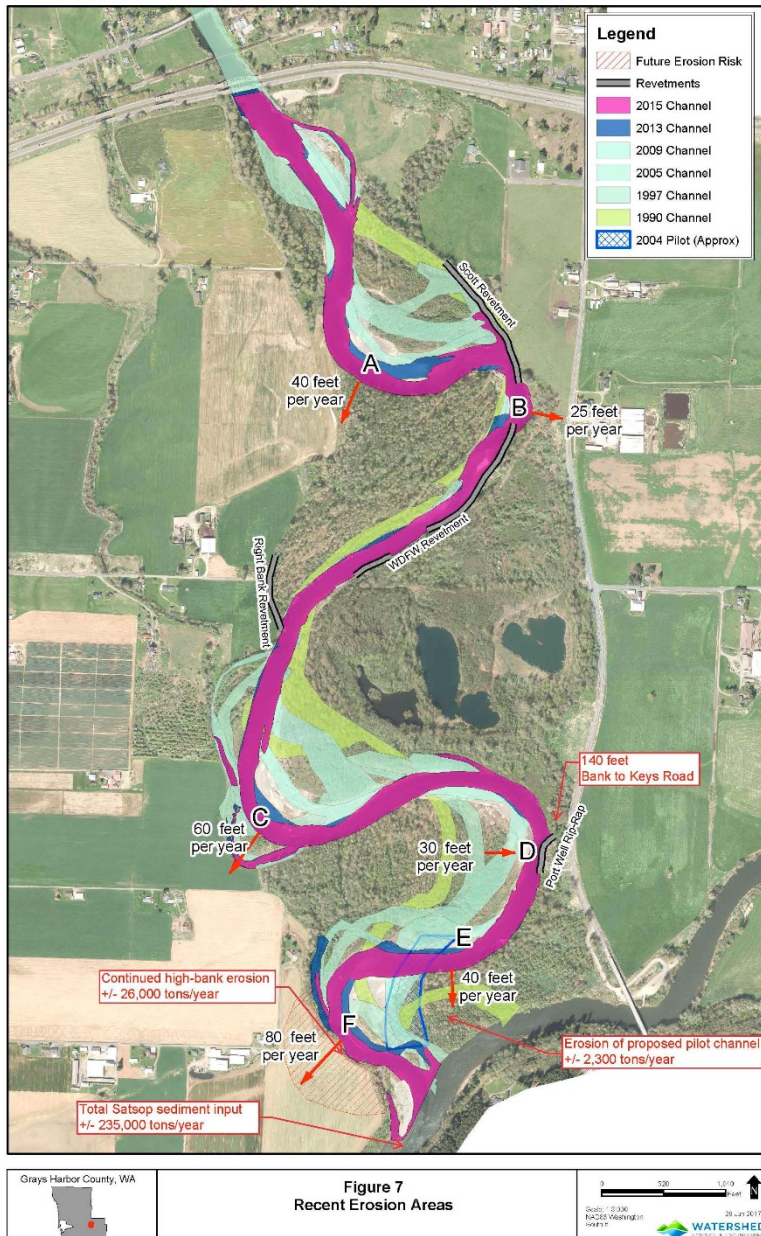 Legend
Future Erosion Risk
Revetments
2015 Channel
2013 Channel
2009 Channel
2005 Channel
1997 Channel
1990 Channel
2004 Pilot (Approx)
Scott Revetment
A
40 feet
per year
B
25 feet
per year
WDFW Revetment
Right Bank Revetment
140 feet
Bank to Keys Road
C
60 feet
per year
30 feet
per year
D
Port Well Rip-Rap
E
40 feet
per year
Continued high-bank erosion
+/- 26,000 tons/year
F
80 feet
per year
Erosion of proposed pilot channel
+/- 2,300 tons/year
Total Satsop sediment input
+/- 235,000 tons/year
Grays Harbor County, WA
Figure 7
Recent Erosion Areas
0
520
Feet
N
NAD83 Washington
WATERSHED